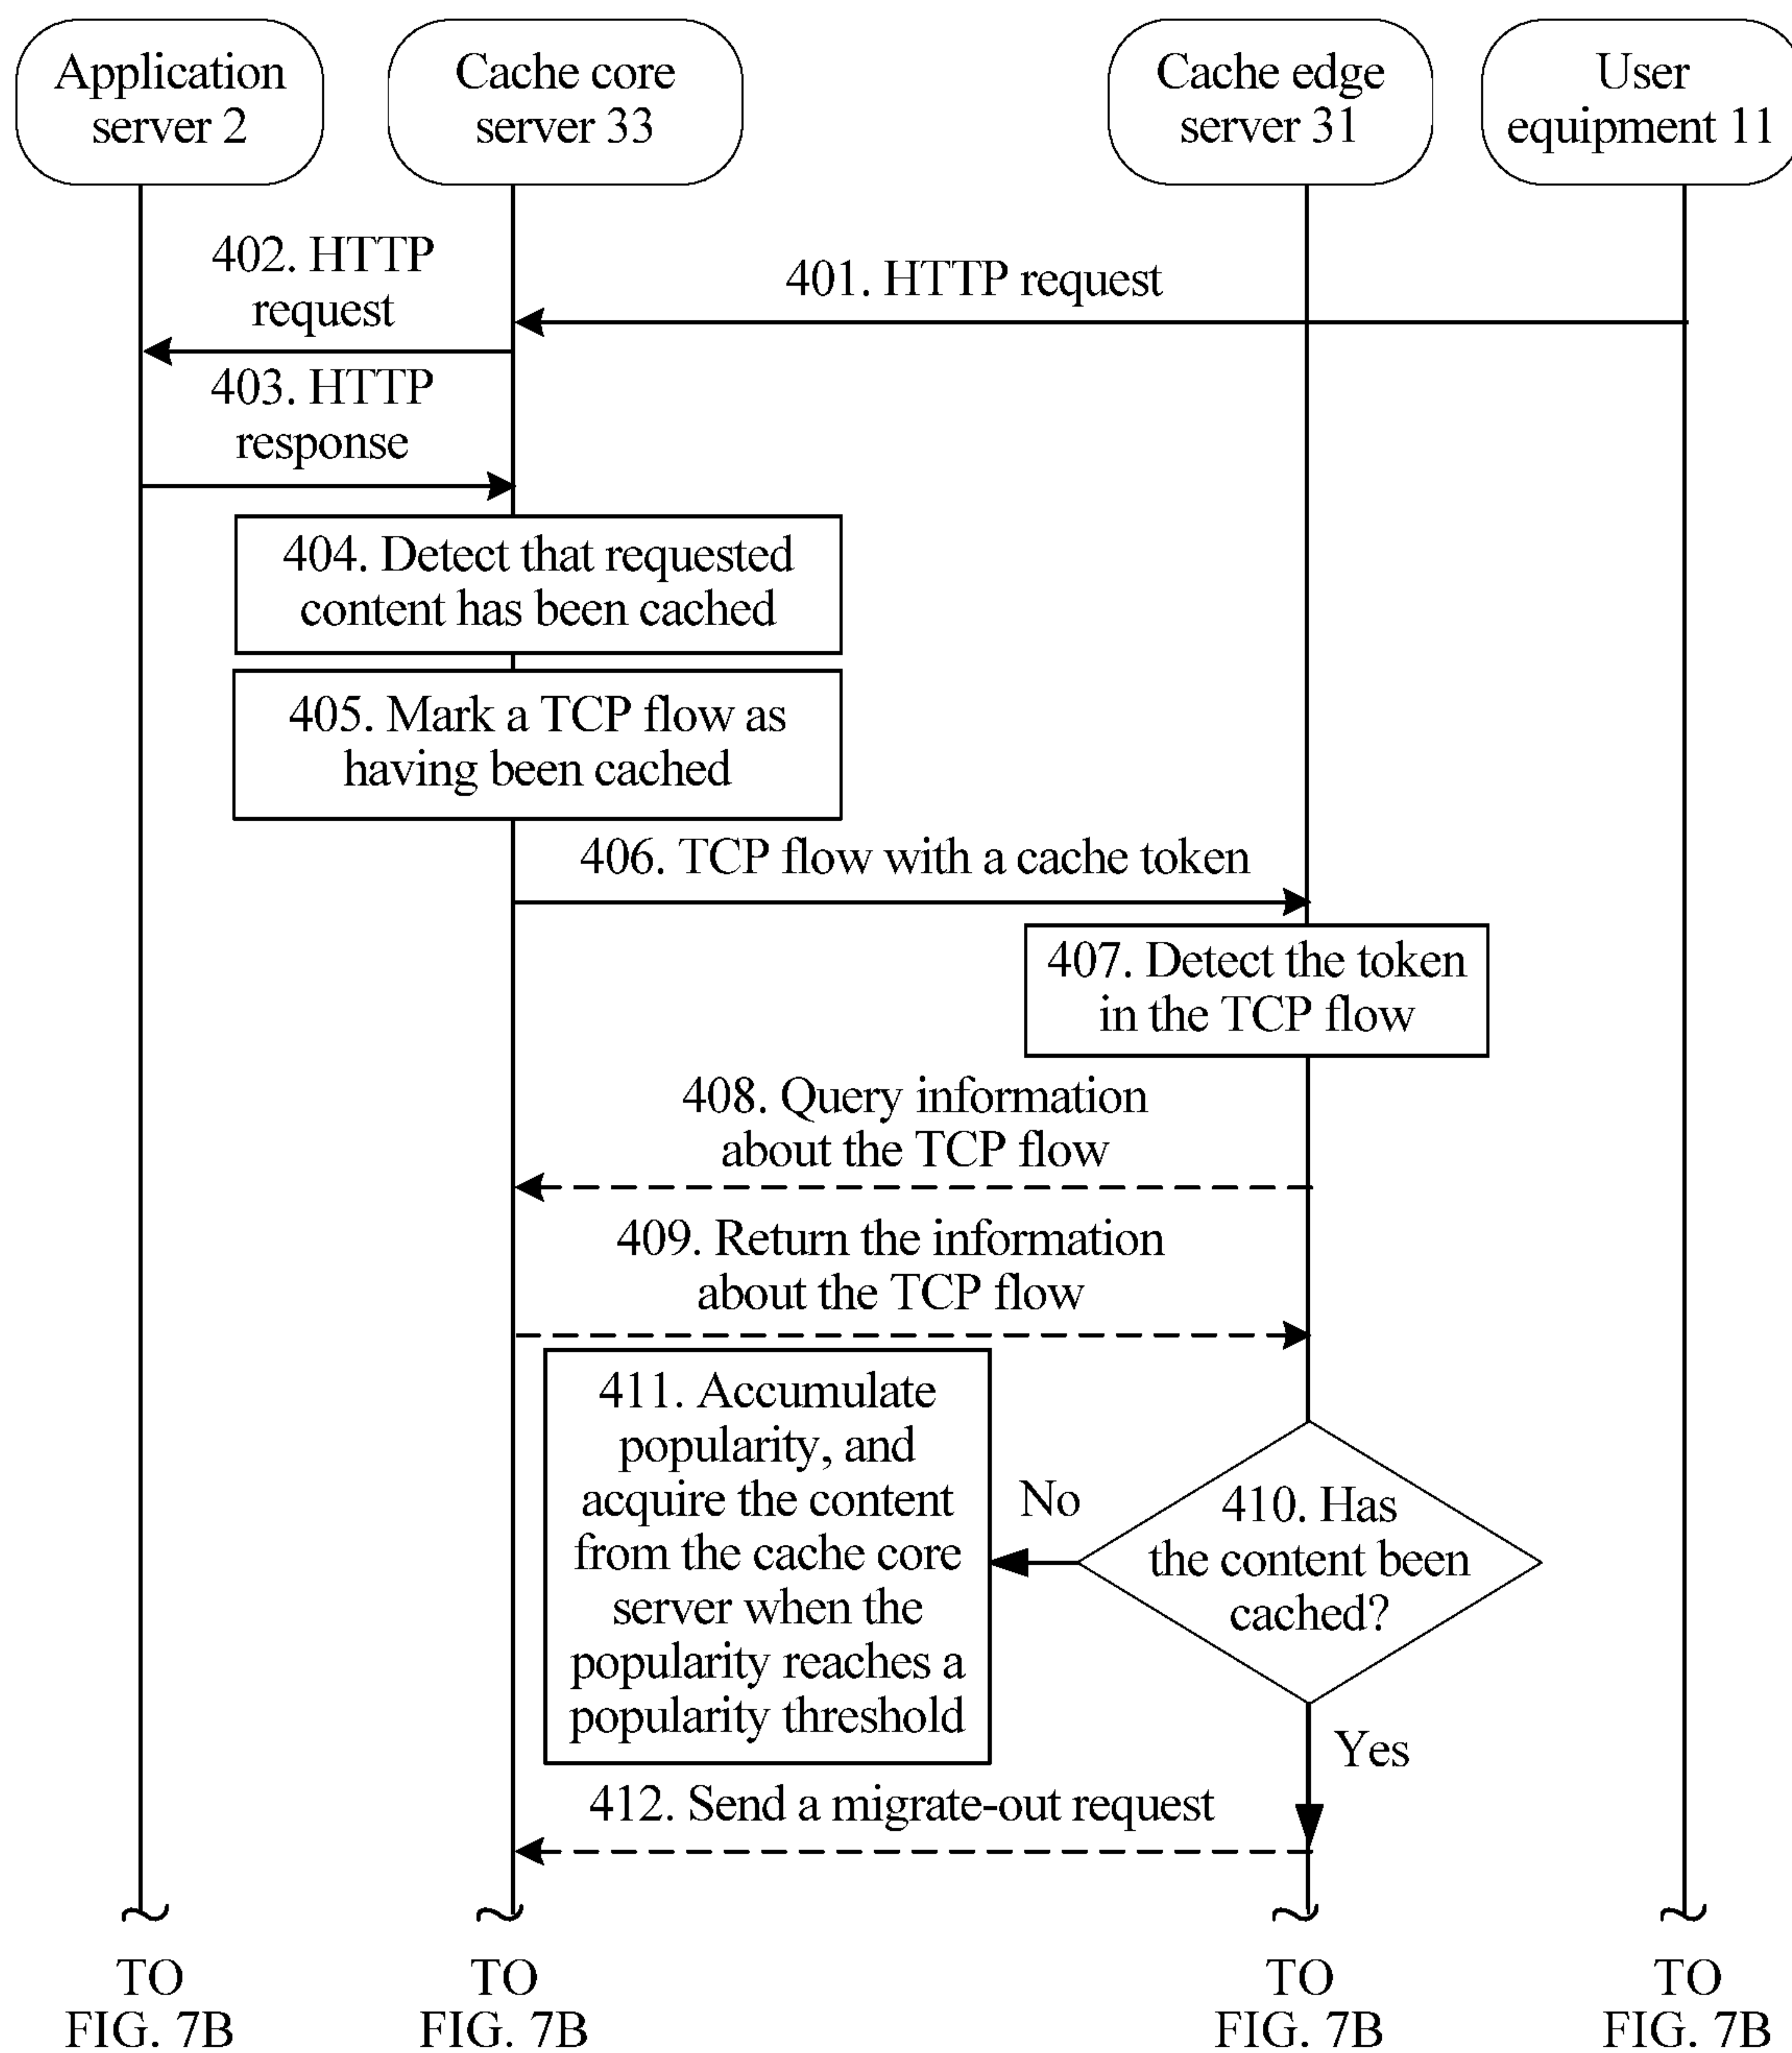 Application
server 2
Cache core
server 33
Cache edge
server 31
User
equipment 11
402. HTTP
request
401. HTTP request
403. HTTP
response
404. Detect that requested
content has been cached
405. Mark a TCP flow as
having been cached
406. TCP flow with a cache token
407. Detect the token
in the TCP flow
408. Query information
about the TCP flow
409. Return the information
about the TCP flow
411. Accumulate
popularity, and
acquire the content
from the cache core
server when the
popularity reaches a
popularity threshold
No
410. Has
the content been
cached?
Yes
412. Send a migrate-out request
TO
FIG. 7B
TO
FIG. 7B
TO
FIG. 7B
TO
FIG. 7B